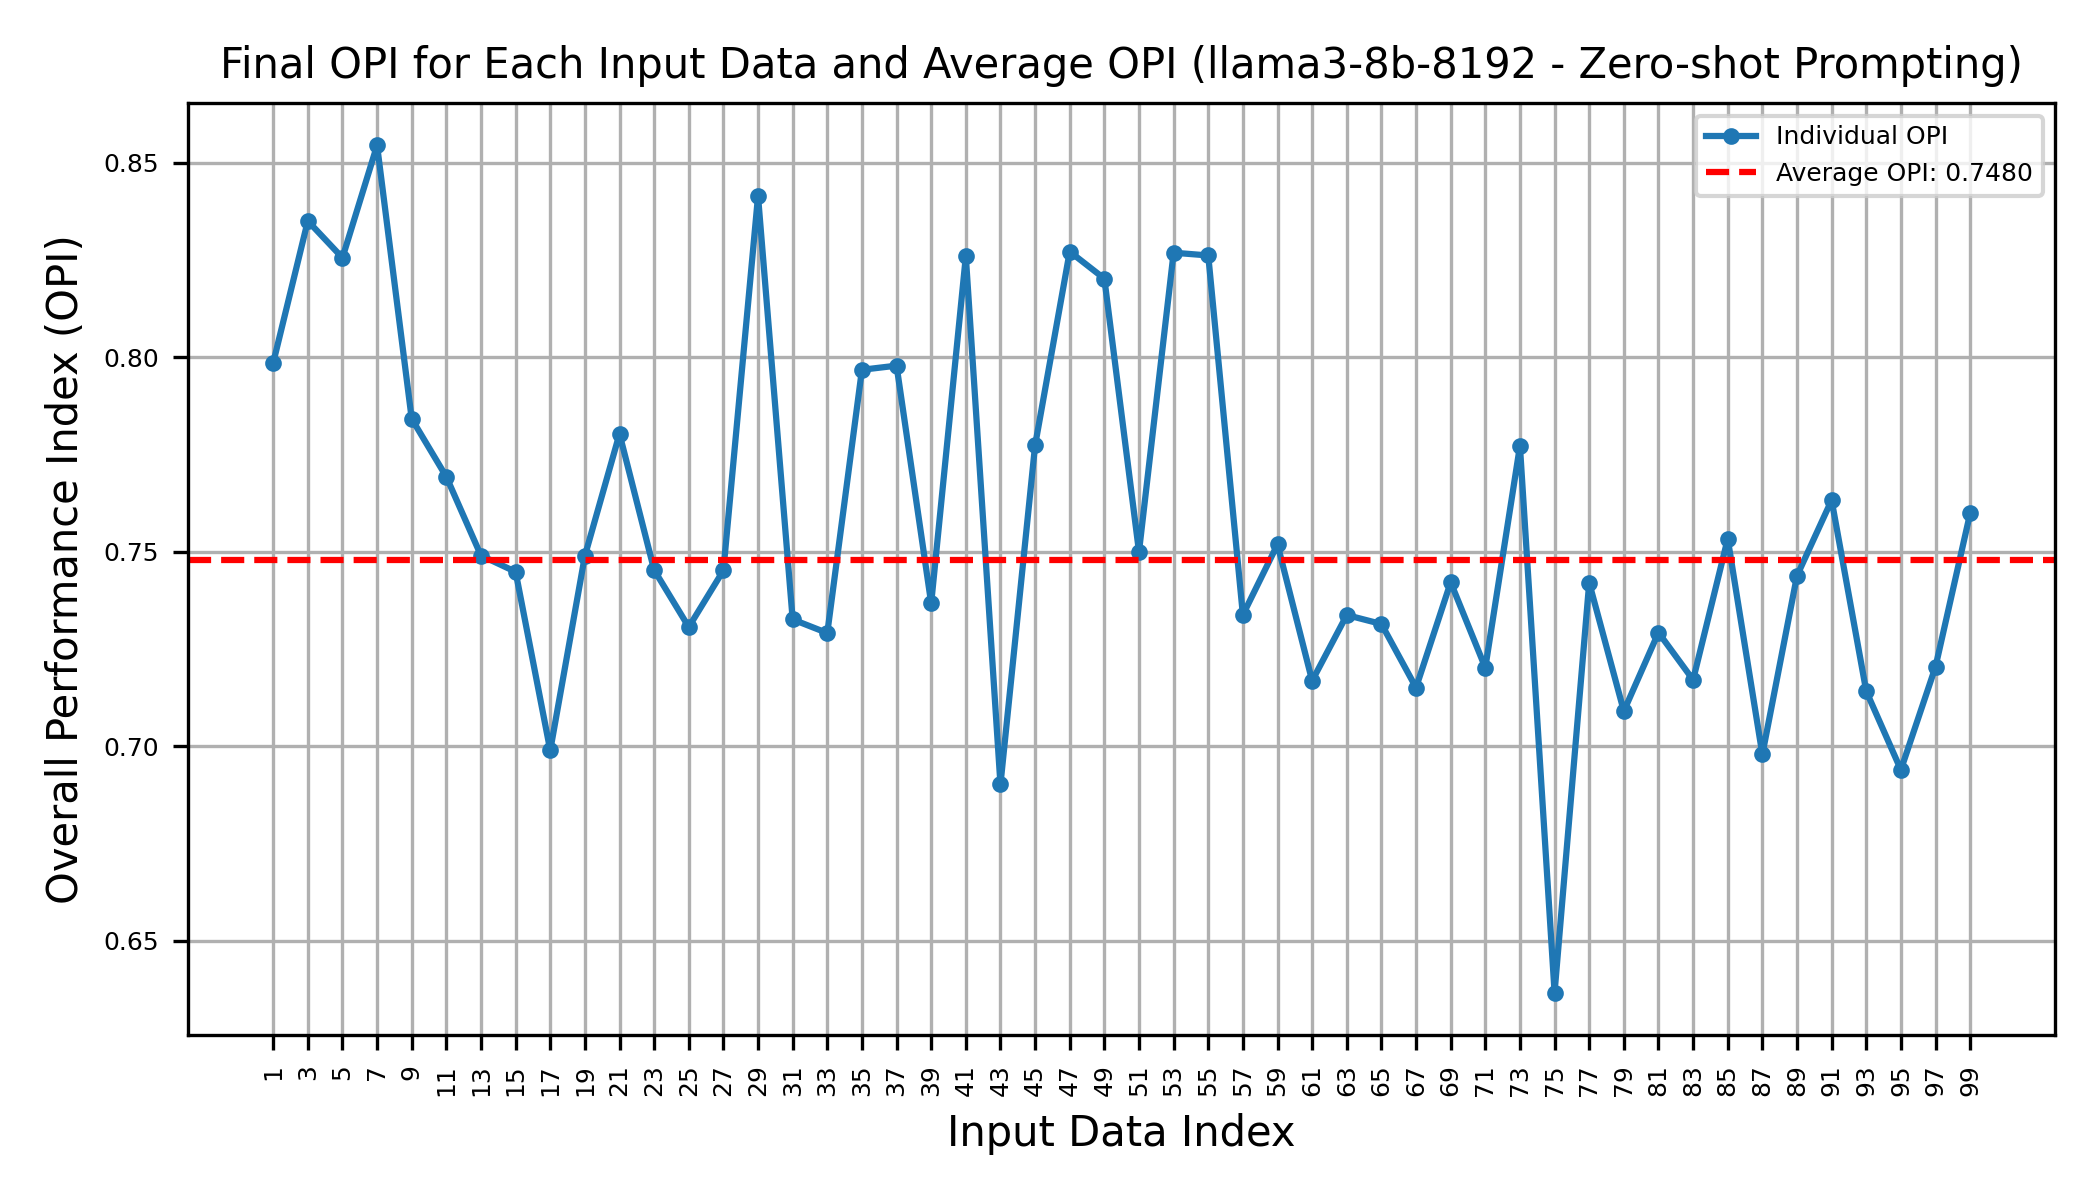 Final OPI for Each Input Data and Average OPI (llama3-8b-8192 - Zero-shot Prompting)
Individual OPI
Average OPI: 0.7480
Overall Performance Index (OPI)
0.85
0.80
0.75
0.70
0.65
1 3 5 7 9 11 13 15 17 19 21 23 25 27 29 31 33 35 37 39 41 43 45 47 49 51 53 55 57 59 61 63 65 67 69 71 73 75 77 79 81 83 85 87 89 91 93 95 97 99
Input Data Index